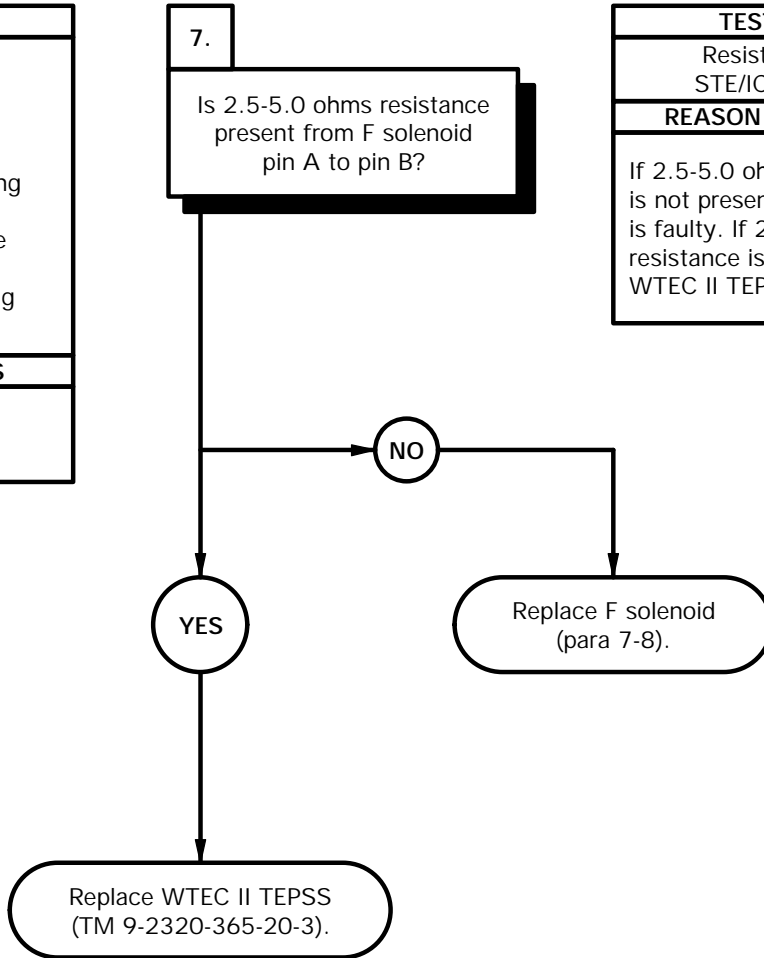 ng
e
g
S
7.
Is 2.5-5.0 ohms resistance
present from F solenoid
pin A to pin B?
TEST
Resist
STE/IC
REASON
If 2.5-5.0 oh
is not presen
is faulty. If 2
resistance is
WTEC II TEP
NO
YES
Replace F solenoid
(para 7-8).
Replace WTEC II TEPSS
(TM 9-2320-365-20-3).